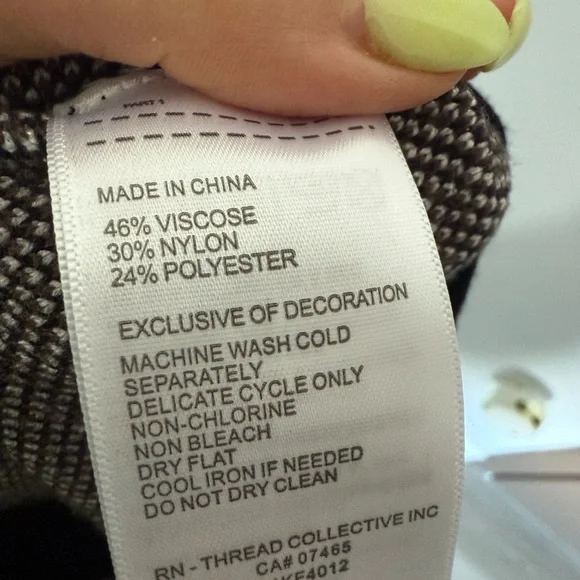 PART 1
MADE IN CHINA
46% VISCOSE
30% NYLON
24% POLYESTER
EXCLUSIVE OF DECORATION
MACHINE WASH COLD
SEPARATELY
DELICATE CYCLE ONLY
NON-CHLORINE
NON BLEACH
DRY FLAT
COOL IRON IF NEEDED
DO NOT DRY CLEAN
RN - THREAD COLLECTIVE INC
CA# 07465